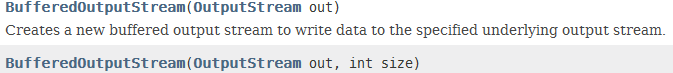 BufferedOutputStream(OutputStream out)
Creates a new buffered output stream to write data to the specified underlying output stream.
BufferedOutputStream(OutputStream out, int size)